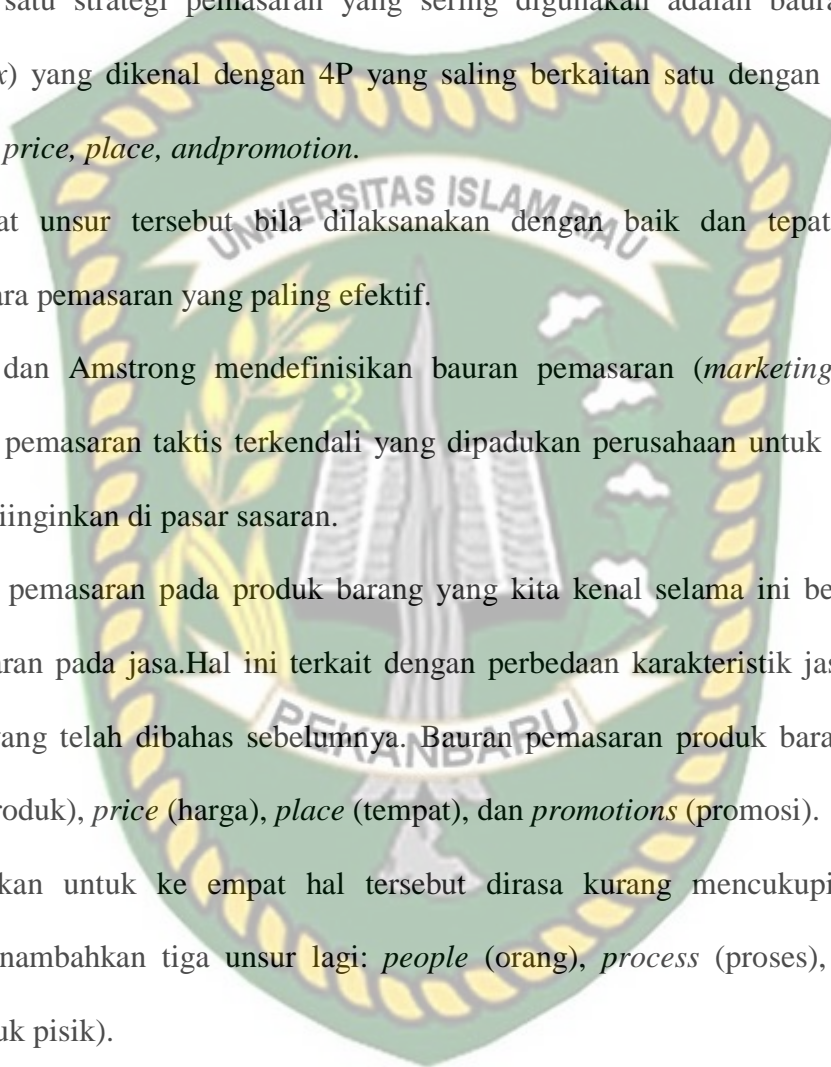 satu strategi pemasaran yang sering digunakan adalah baura
x) yang dikenal dengan 4P yang saling berkaitan satu dengan
price, place, andpromotion.
at unsur tersebut bila dilaksanakan dengan baik dan tepat
ara pemasaran yang paling efektif.
dan Amstrong mendefinisikan bauran pemasaran (marketing
pemasaran taktis terkendali yang dipadukan perusahaan untuk
iinginkan di pasar sasaran.
pemasaran pada produk barang yang kita kenal selama ini be
aran pada jasa.Hal ini terkait dengan perbedaan karakteristik jas
yang telah dibahas sebelumnya. Bauran pemasaran produk bara
roduk), price (harga), place (tempat), dan promotions (promosi).
kan untuk ke empat hal tersebut dirasa kurang mencukupi
nambahkan tiga unsur lagi: people (orang), process (proses),
uk pisik).
UNIVERSITAS ISLAM RIAU
PEKANBARU